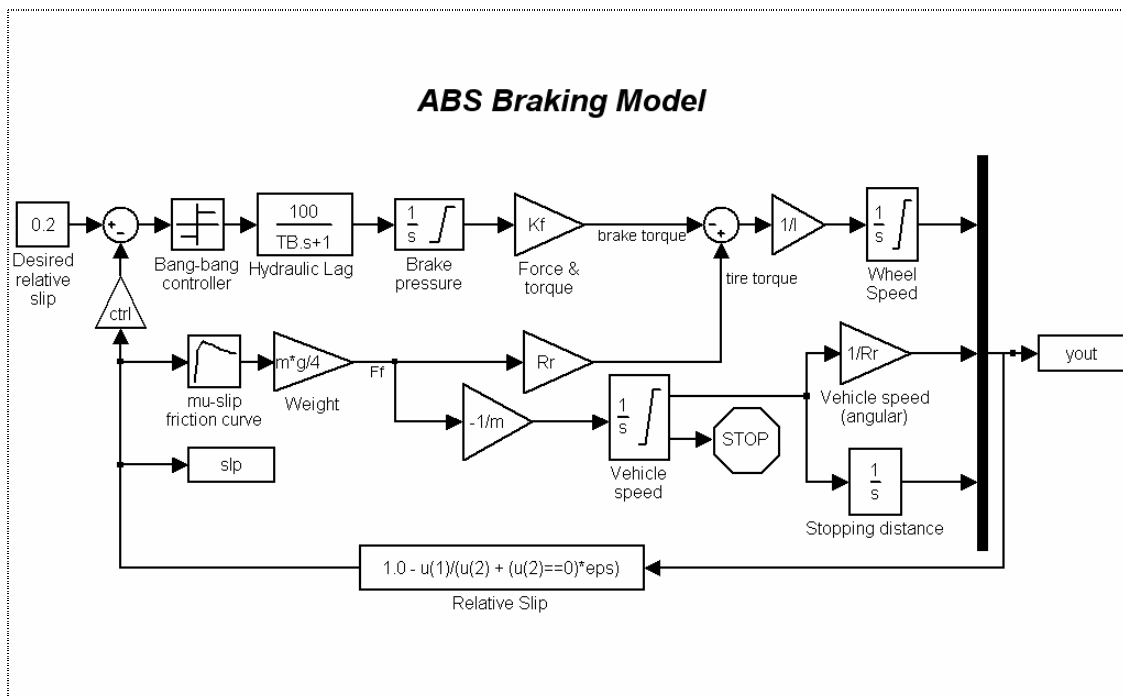 ABS Braking Model
0.2
Desired
relative
slip
+
-
Bang-bang
controller
100
TB.s+1
Hydraulic Lag
1
s
Brake
pressure
Kf
Force &
torque
brake torque
-
+
tire torque
1/I
1
s
Wheel
Speed
ctrl
mu-slip
friction curve
m*g/4
Weight
Ff
Rr
-1/m
1
s
Vehicle
speed
STOP
1/Rr
Vehicle speed
(angular)
1
s
Stopping distance
yout
slp
1.0 - u(1)/(u(2) + (u(2)==0)*eps)
Relative Slip